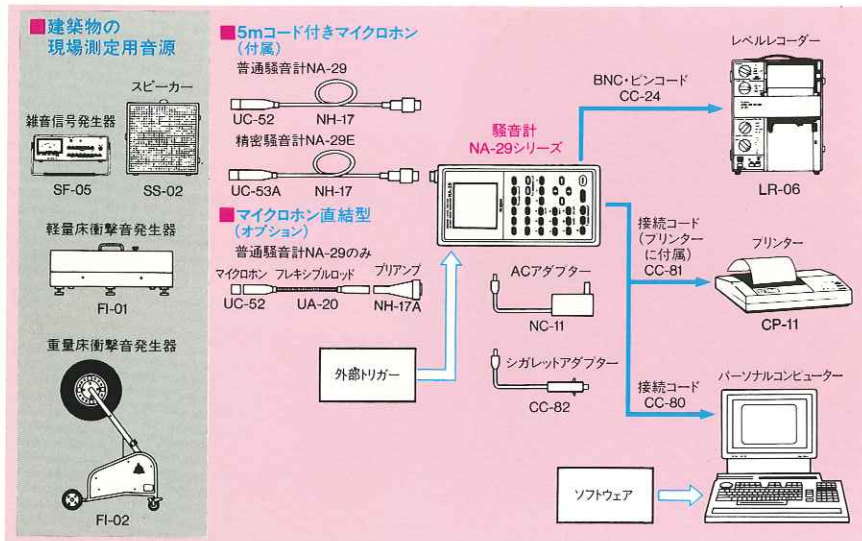 ■建築物の
現場測定用音源
スピーカー
雑音信号発生器
SF-05
SS-02
軽量床衝撃音発生器
FI-01
重量床衝撃音発生器
FI-02
■5mコード付きマイクロホン
(付属)
普通騒音計NA-29
UC-52
NH-17
精密騒音計NA-29E
UC-53A
NH-17
■マイクロホン直結型
(オプション)
普通騒音計NA-29のみ
マイクロホン
フレキシブルロッド
プリアンプ
UC-52
UA-20
NH-17A
外部トリガー
騒音計
NA-29シリーズ
ACアダプター
NC-11
シガレットアダプター
CC-82
BNC・ピンコード
CC-24
レベルレコーダー
LR-06
接続コード
(プリンター
に付属)
CC-81
プリンター
CP-11
接続コード
CC-80
パーソナルコンピューター
ソフトウェア